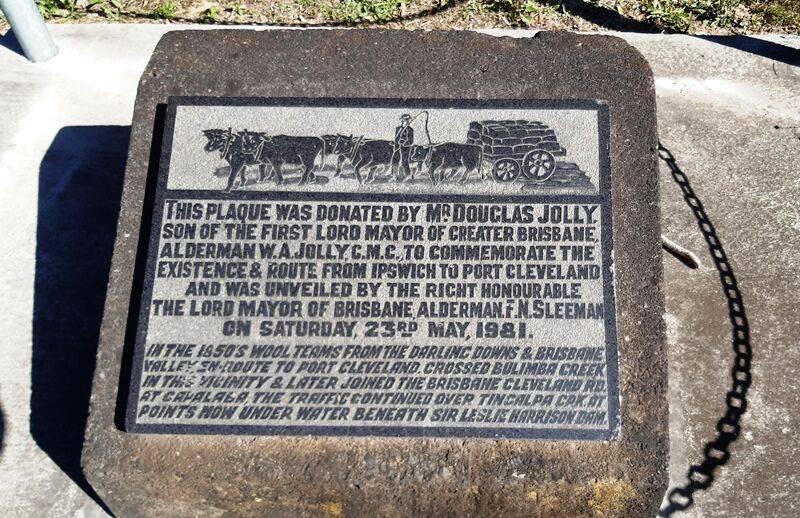 THIS PLAQUE WAS DONATED BY MR DOUGLAS JOLLY
SON OF THE FIRST LORD MAYOR OF GREATER BRISBANE,
ALDERMAN W.A. JOLLY, C.M.G., TO COMMEMORATE THE
EXISTENCE & ROUTE FROM IPSWICH TO PORT CLEVELAND
AND WAS UNVEILED BY THE RIGHT HONOURABLE
THE LORD MAYOR OF BRISBANE, ALDERMAN. F.N. SLEEMAN
ON SATURDAY, 23RD MAY, 1981.
IN THE 1850'S WOOL TEAMS FROM THE DARLING DOWNS & BRISBANE
VALLEY EN-ROUTE TO PORT CLEVELAND, CROSSED BULIMBA CREEK
IN THIS VICINITY & LATER JOINED THE BRISBANE CLEVELAND RD.
AT CAPALABA. THE TRAFFIC CONTINUED OVER TINGALPA CRK. AT
POINTS NOW UNDER WATER BENEATH SIR LESLIE HARRISON DAM.